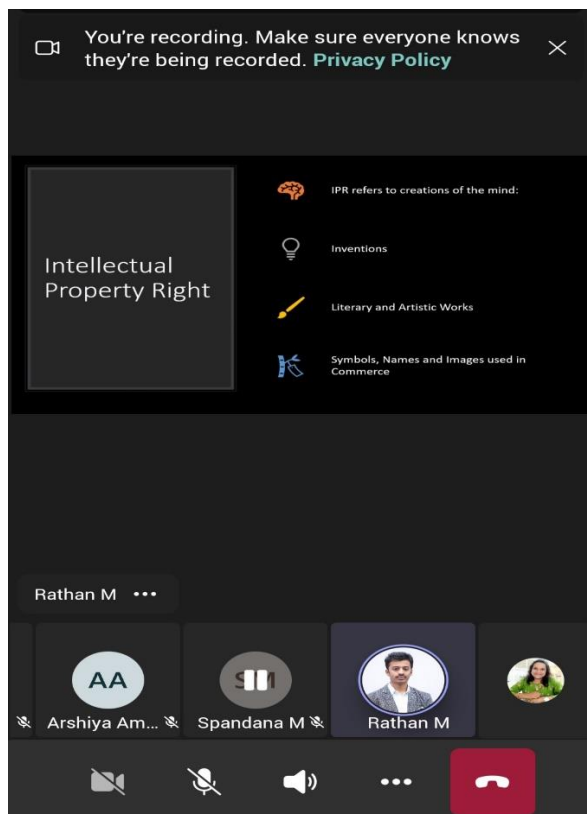 You're recording. Make sure everyone knows
they're being recorded. Privacy Policy
Intellectual
Property Right
IPR refers to creations of the mind:
Inventions
Literary and Artistic Works
Symbols, Names and Images used in
Commerce
Rathan M
AA
Arshiya Am...
Spandana M
Rathan M